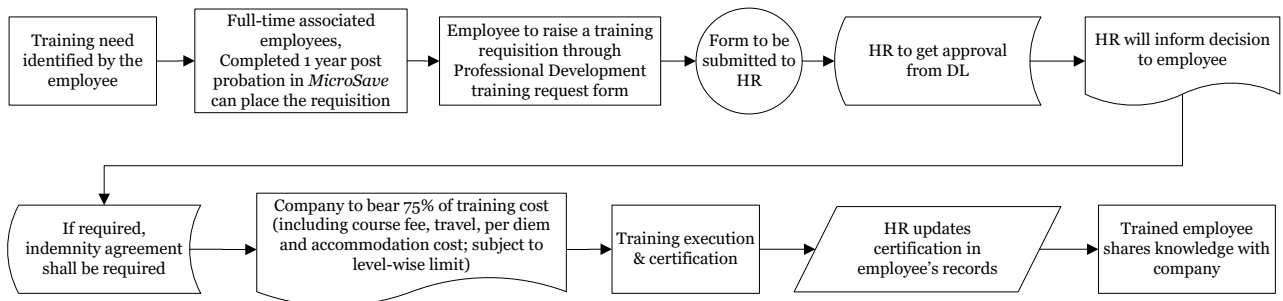 Training need
identified by the
employee
Full-time associated
employees,
Completed 1 year post
probation in MicroSave
can place the requisition
Employee to raise a training
requisition through
Professional Development
training request form
Form to be
submitted to
HR
HR to get approval
from DL
HR will inform decision
to employee
If required,
indemnity agreement
shall be required
Company to bear 75% of training cost
(including course fee, travel, per diem
and accommodation cost; subject to
level-wise limit)
Training execution
& certification
HR updates
certification in
employee's records
Trained employee
shares knowledge with
company